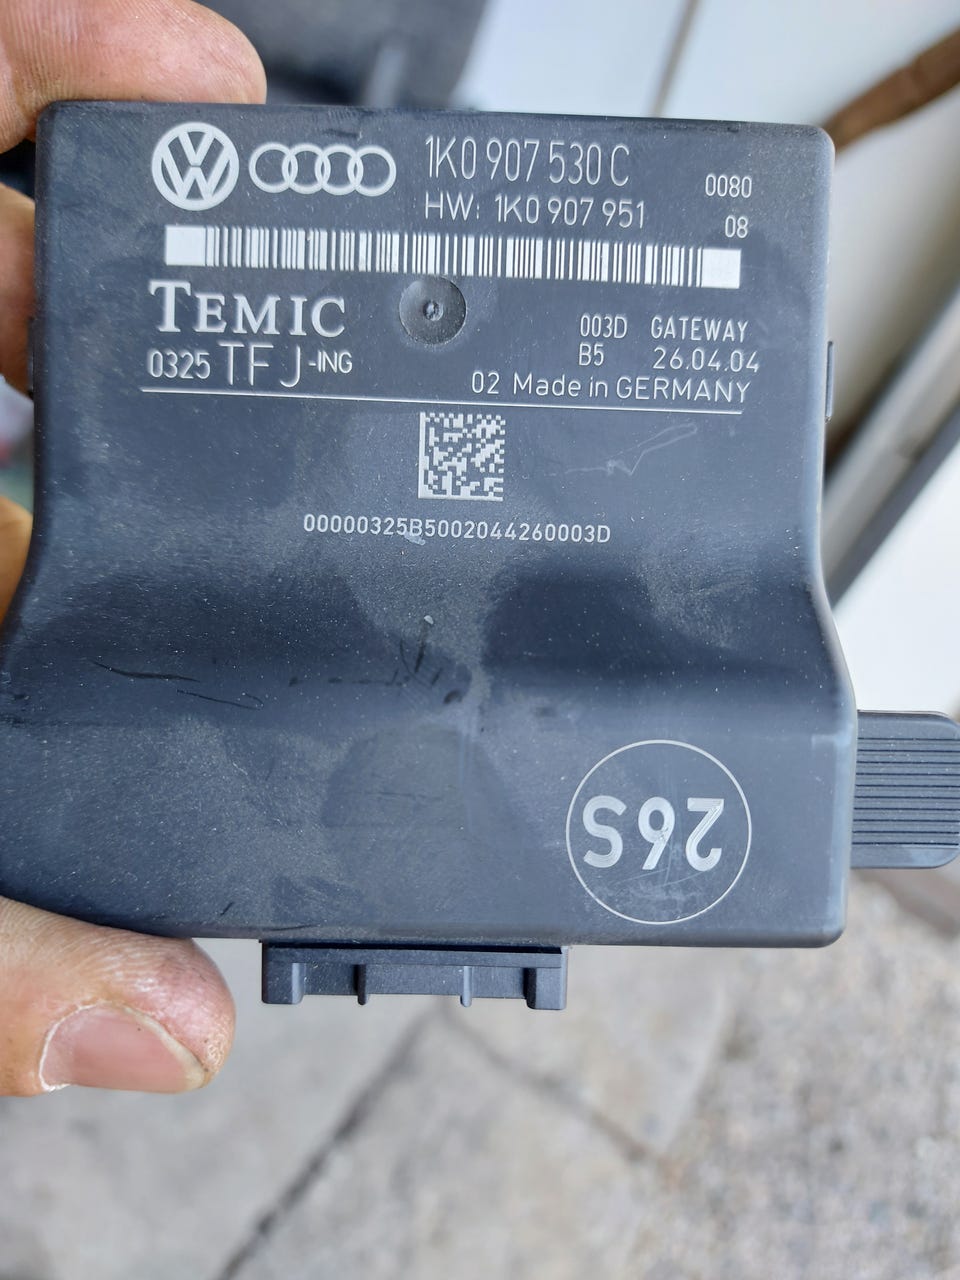 1K0 907 530 C
HW: 1K0 907 951
0080
08
TEMIC
0325 TFJ-ING
003D GATEWAY
B5 26.04.04
02 Made in GERMANY
00000325B5002044260003D
26S